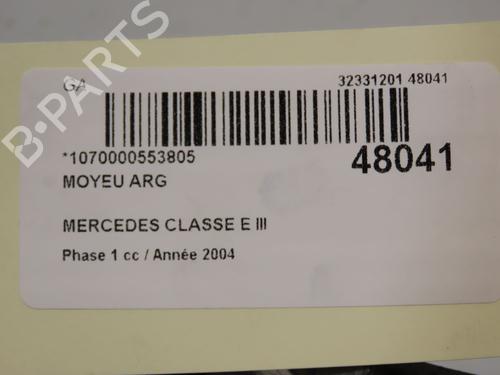 GA 32331201 48041
*1070000553805 48041
MOYEU ARG
MERCEDES CLASSE E III
Phase 1 cc / Année 2004
B-PARTS